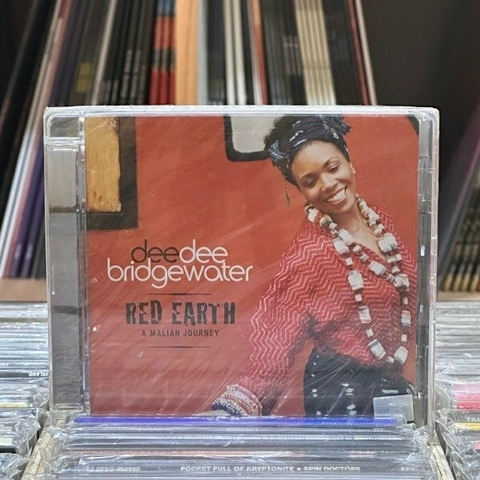 deedee
bridgewater
RED EARTH
A MALIAN JOURNEY
POCKET FULL OF KRYPTONITE • SPIN DOCTORS